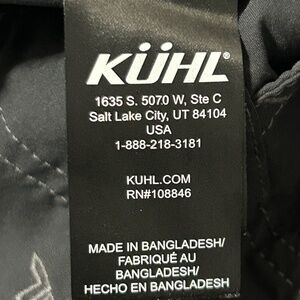 KÜHL®
1635 S. 5070 W, Ste C
Salt Lake City, UT 84104
USA
1-888-218-3181
KUHL.COM
RN#108846
MADE IN BANGLADESH/
FABRIQUÉ AU
BANGLADESH/
HECHO EN BANGLADESH